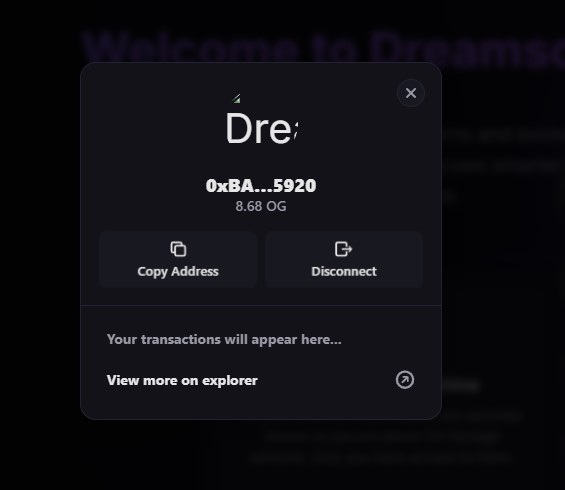 Welcome to Dreams
Dre
0xBA...5920
8.68 OG
Copy Address
Disconnect
Your transactions will appear here...
View more on explorer